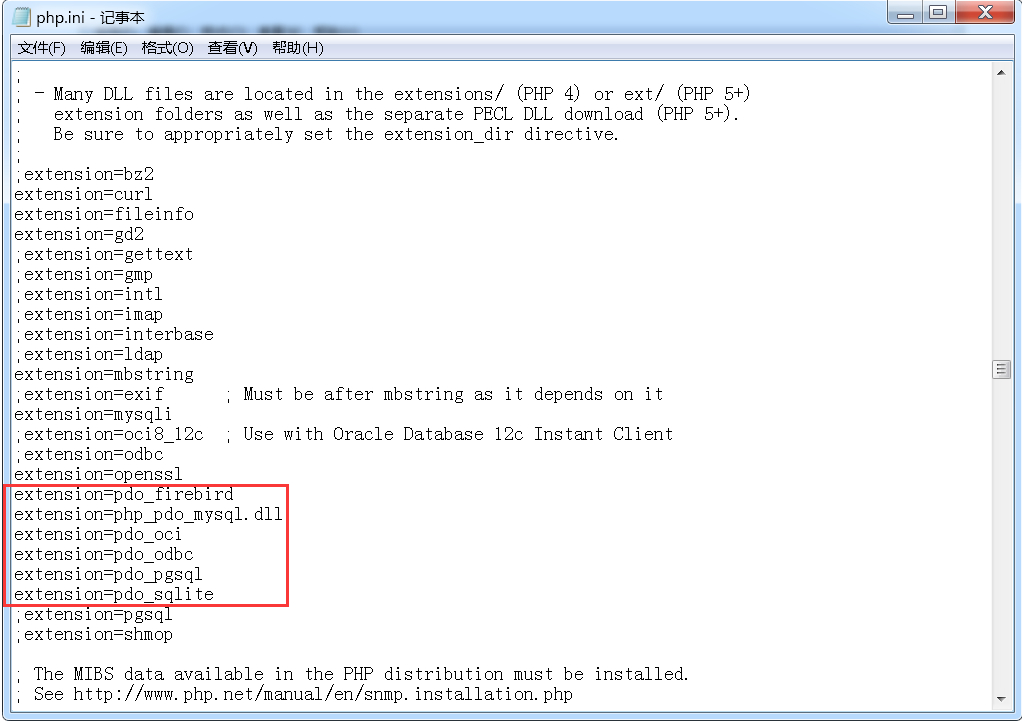 php.ini - 记事本
文件(F) 编辑(E) 格式(O) 查看(V) 帮助(H)
;
; - Many DLL files are located in the extensions/ (PHP 4) or ext/ (PHP 5+)
;   extension folders as well as the separate PECL DLL download (PHP 5+).
;   Be sure to appropriately set the extension_dir directive.
;
;extension=bz2
extension=curl
extension=fileinfo
extension=gd2
;extension=gettext
;extension=gmp
;extension=intl
;extension=imap
;extension=interbase
;extension=ldap
extension=mbstring
;extension=exif      ; Must be after mbstring as it depends on it
extension=mysqli
;extension=oci8_12c  ; Use with Oracle Database 12c Instant Client
;extension=odbc
extension=openssl
extension=pdo_firebird
extension=php_pdo_mysql.dll
extension=pdo_oci
extension=pdo_odbc
extension=pdo_pgsql
extension=pdo_sqlite
;extension=pgsql
;extension=shmop
; The MIBS data available in the PHP distribution must be installed.
; See http://www.php.net/manual/en/snmp.installation.php